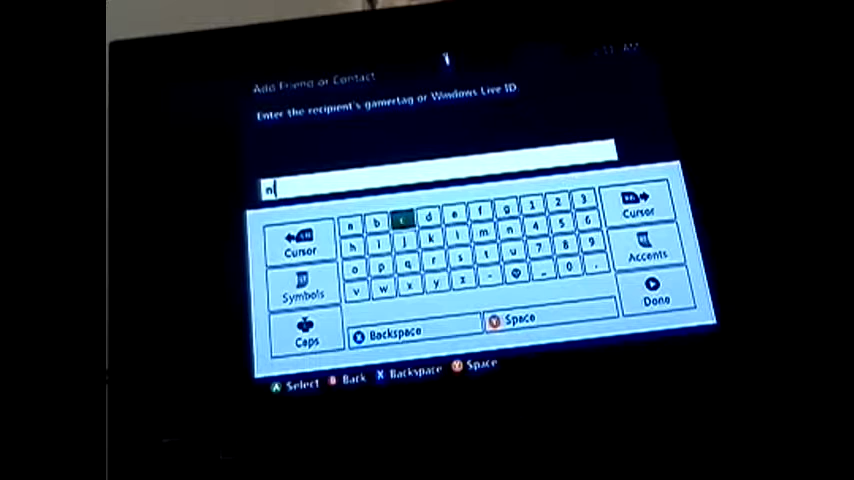 AM
Add Friend or Contact
Enter the recipient's gamertag or Windows Live ID.
n
Cursor
a b c d e f g 1 2 3
Cursor
h i j k l m n 4 5 6
Symbols
o p q r s t u 7 8 9
Accents
v w x y z - @ _ 0 .
Caps
X Backspace
Y Space
Done
A Select B Back X Backspace Y Space